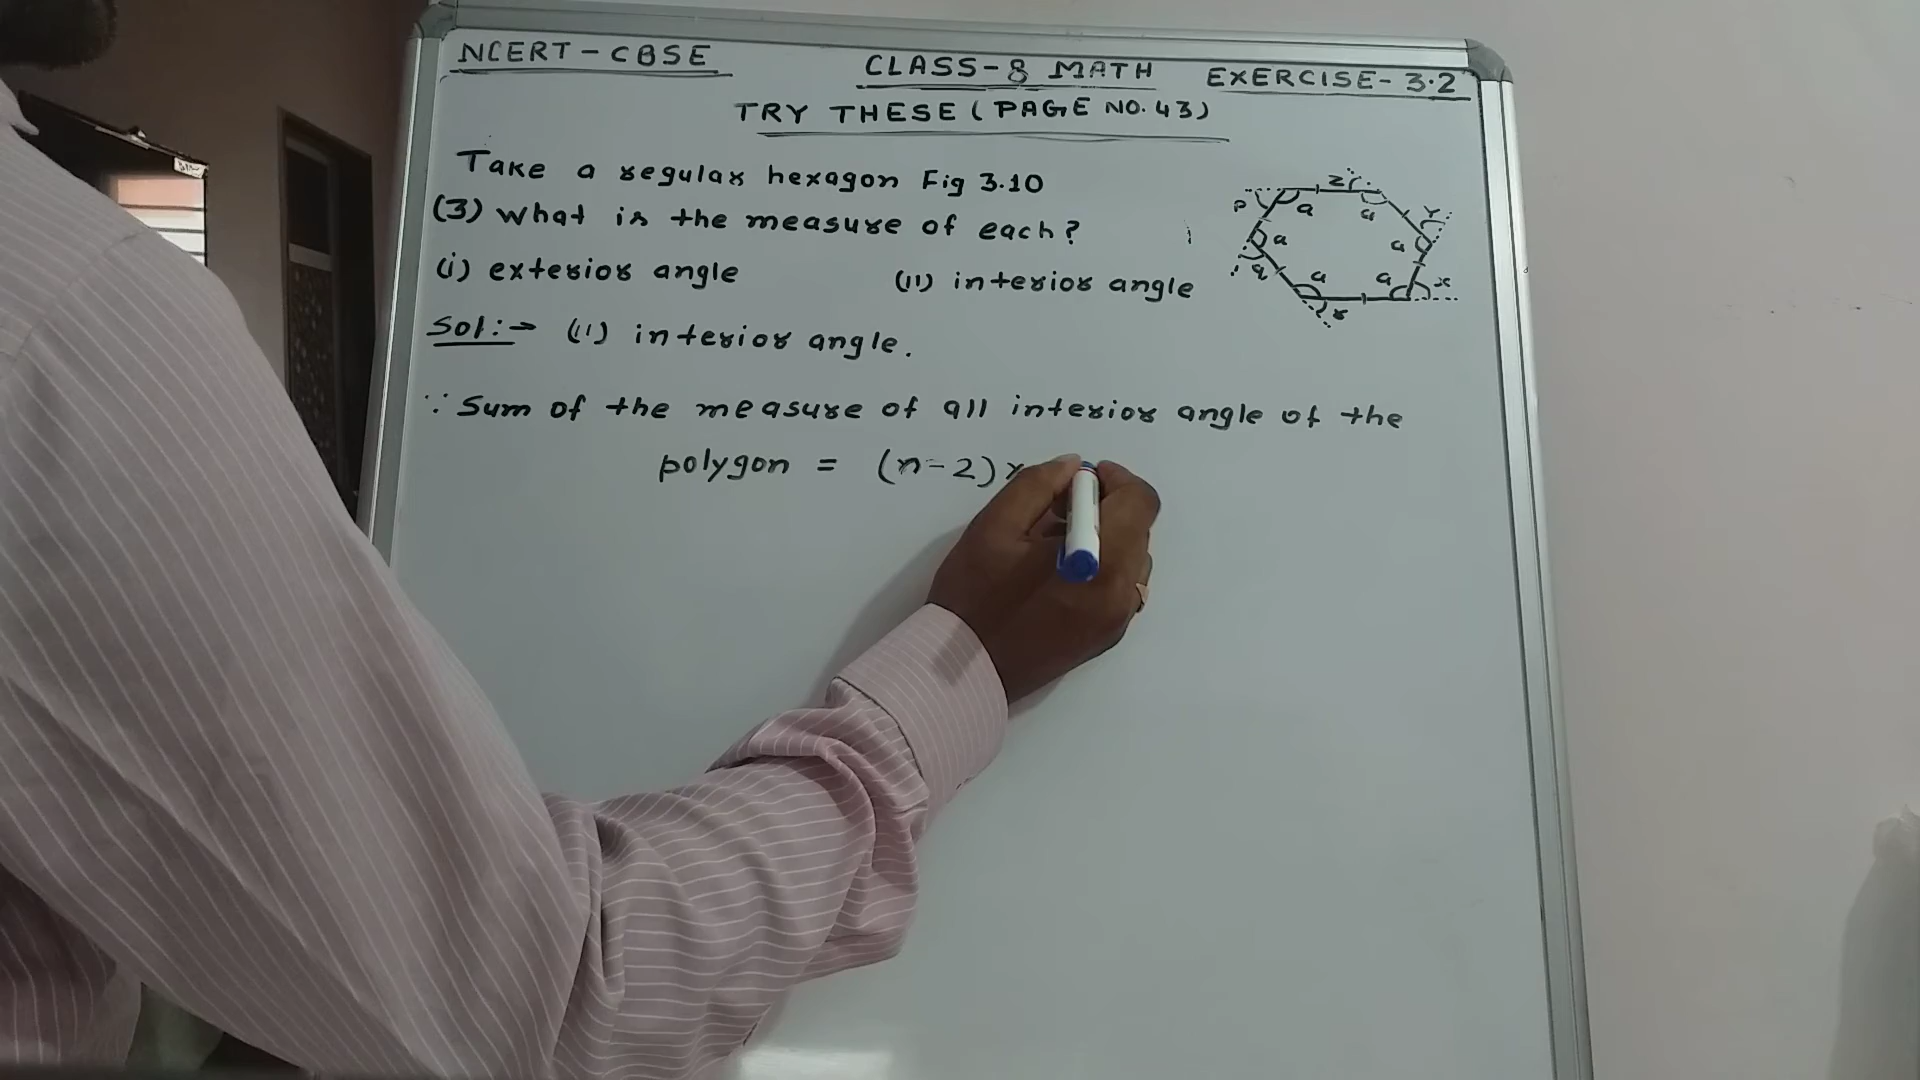 NCERT - CBSE
CLASS-8 MATH
EXERCISE- 3.2
TRY THESE (PAGE NO. 43)
Take a regular hexagon Fig 3.10
(3) What is the measure of each?
(i) exterior angle
(ii) interior angle
Sol:→ (ii) interior angle.
∵ Sum of the measure of all interior angle of the
polygon = (n-2)×
z
p a a y
a a
q a a x
r